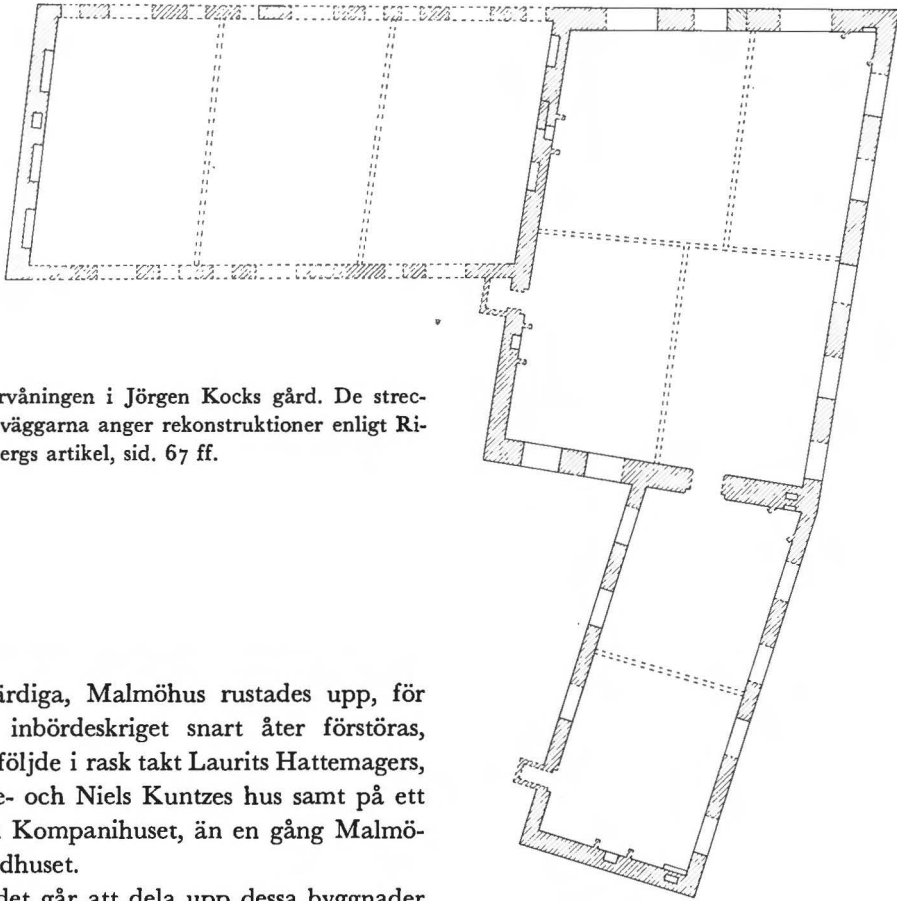 rvåningen i Jörgen Kocks gård. De strec-
väggarna anger rekonstruktioner enligt Ri-
ergs artikel, sid. 67 ff.
ärdiga, Malmöhus rustades upp, för
inbördeskriget snart åter förstöras,
följde i rask takt Laurits Hattemagers,
e- och Niels Kuntzes hus samt på ett
Kompanihuset, än en gång Malmö-
dhuset.
det går att dela upp dessa byggnader